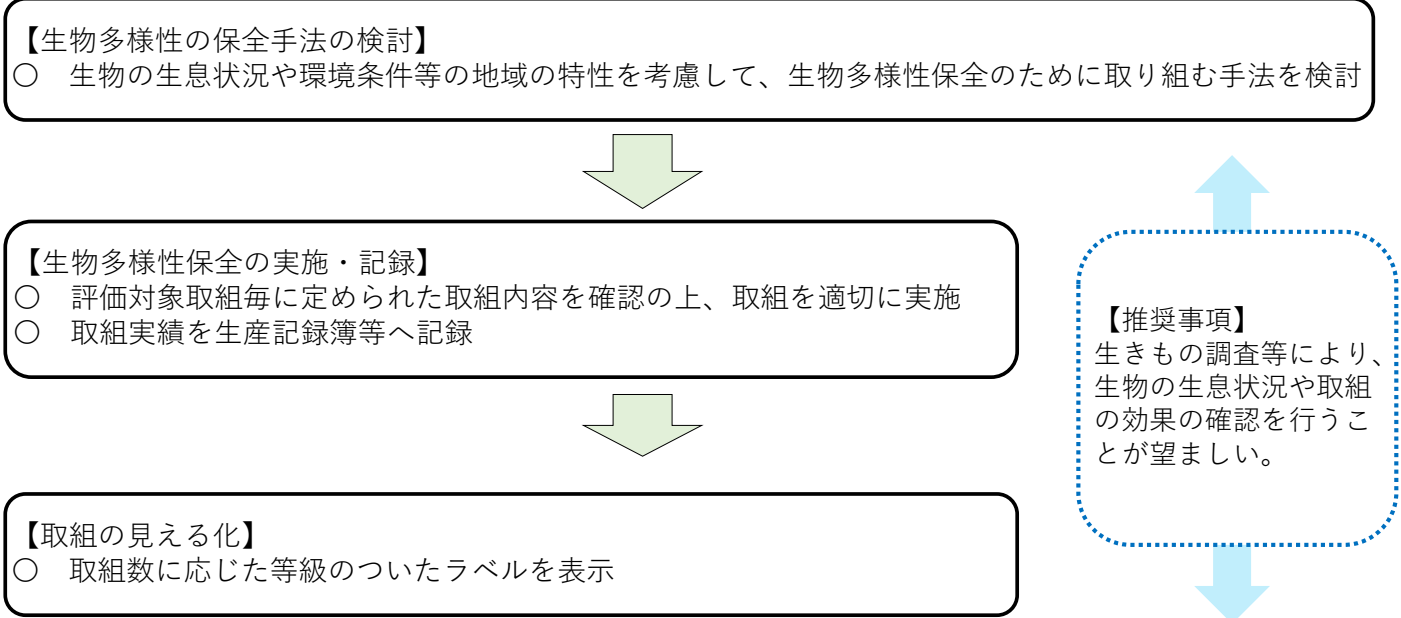 【生物多様性の保全手法の検討】
○　生物の生息状況や環境条件等の地域の特性を考慮して、生物多様性保全のために取り組む手法を検討
【生物多様性保全の実施・記録】
○　評価対象取組毎に定められた取組内容を確認の上、取組を適切に実施
○　取組実績を生産記録簿等へ記録
【取組の見える化】
○　取組数に応じた等級のついたラベルを表示
【推奨事項】
生きもの調査等により、
生物の生息状況や取組
の効果の確認を行うこ
とが望ましい。